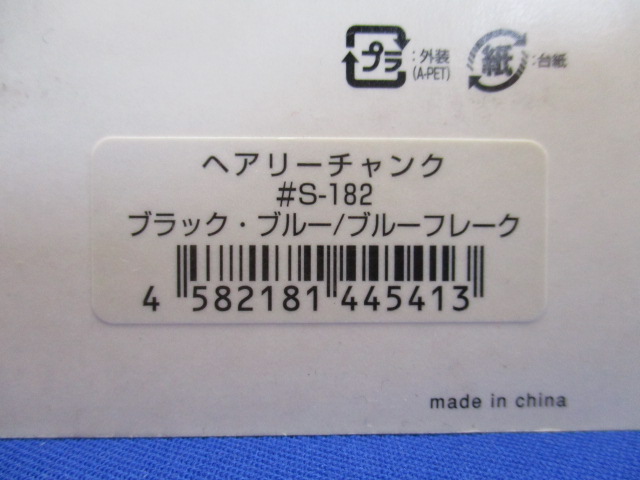 プラ :外装 (A-PET) 紙 :台紙
ヘアリーチャンク
#S-182
ブラック・ブルー/ブルーフレーク
4 582181 445413
made in china